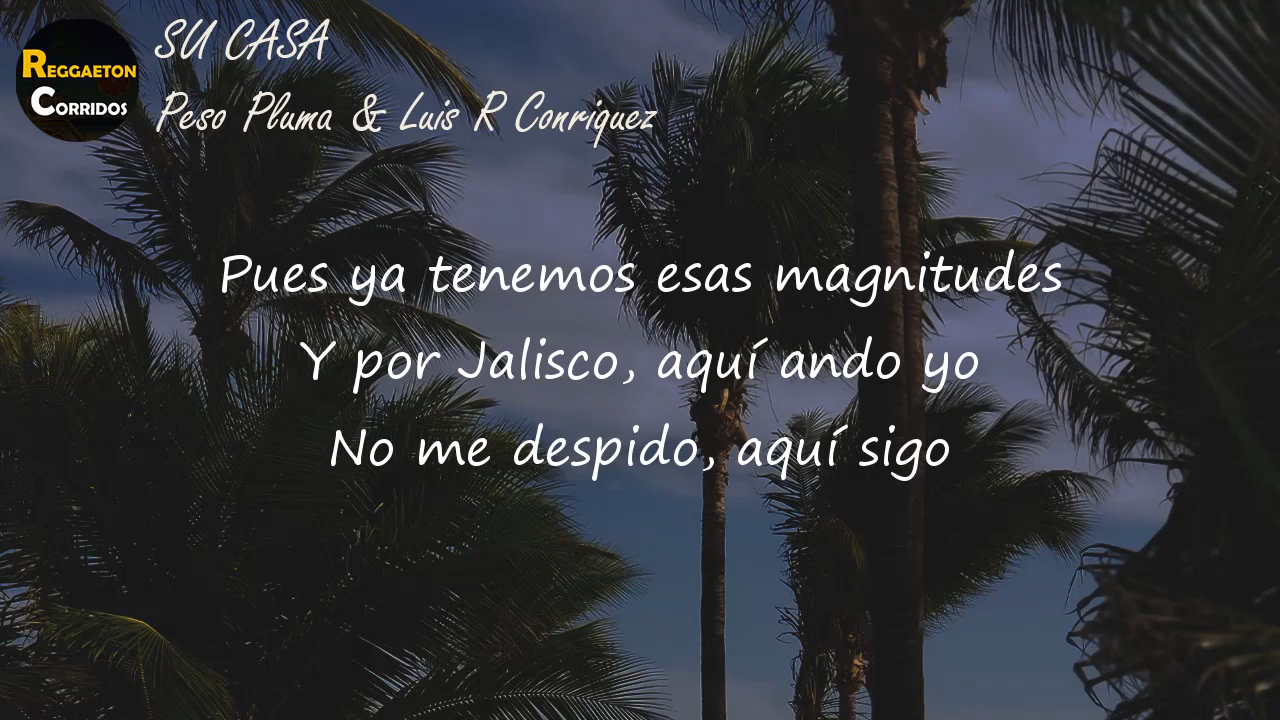 REGGAETON
CORRIDOS
SU CASA
Peso Pluma & Luis R Conriquez
Pues ya tenemos esas magnitudes
Y por Jalisco, aquí ando yo
No me despido, aquí sigo